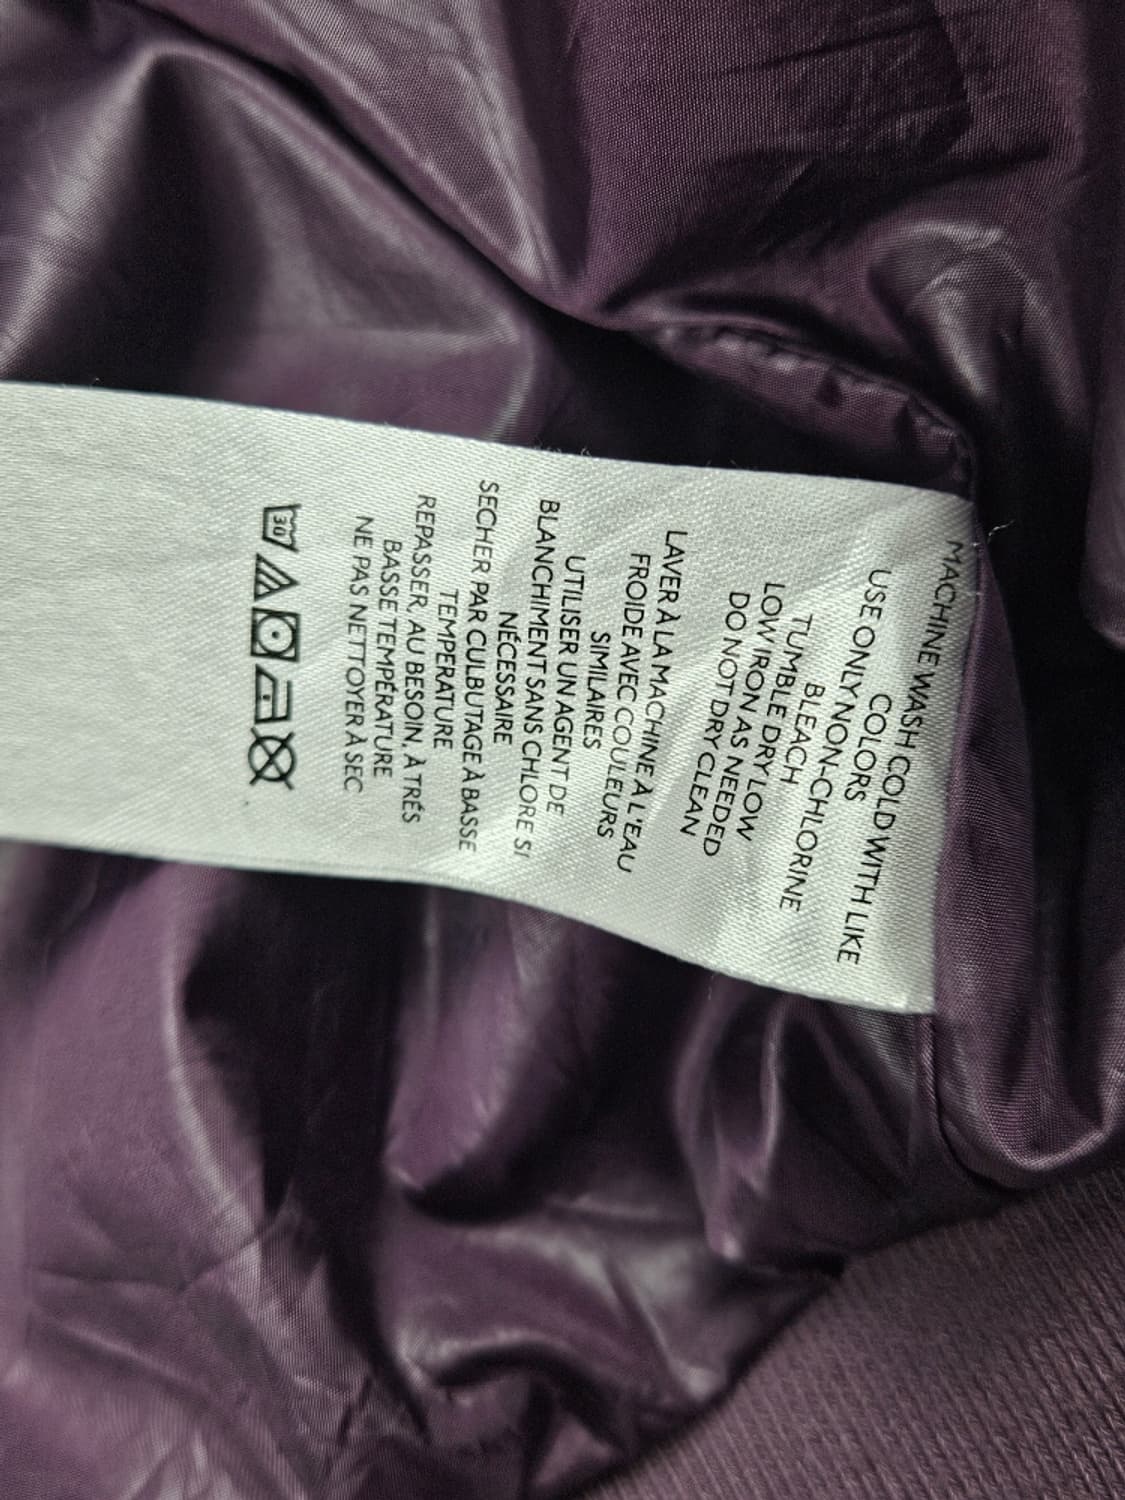 MACHINE WASH COLD WITH LIKE
COLORS
USE ONLY NON-CHLORINE
BLEACH
TUMBLE DRY LOW
LOW IRON AS NEEDED
DO NOT DRY CLEAN
LAVER À LA MACHINE À L'EAU
FROIDE AVEC COULEURS
SIMILAIRES
UTILISER UN AGENT DE
BLANCHIMENT SANS CHLORE SI
NÉCESSAIRE
SECHER PAR CULBUTAGE À BASSE
TEMPERATURE
REPASSER, AU BESOIN, À TRÉS
BASSE TEMPÉRATURE
NE PAS NETTOYER À SEC
30